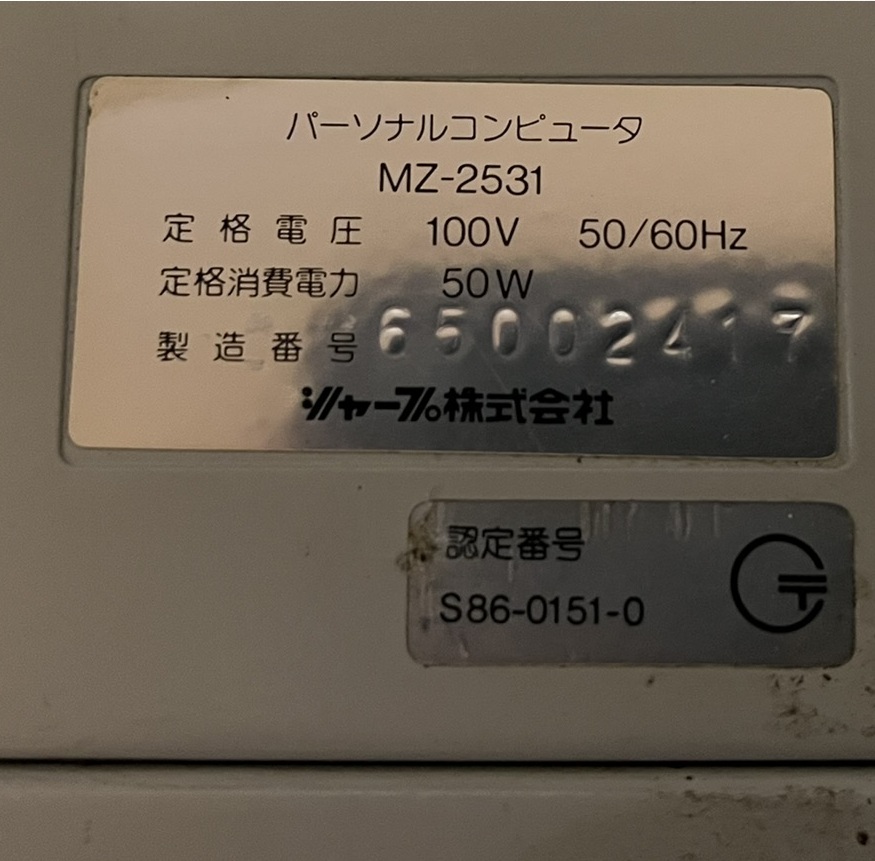 パーソナルコンピュータ
MZ-2531
定格電圧 100V 50/60Hz
定格消費電力 50W
製造番号 65002417
シャープ株式会社
認定番号
S86-0151-0